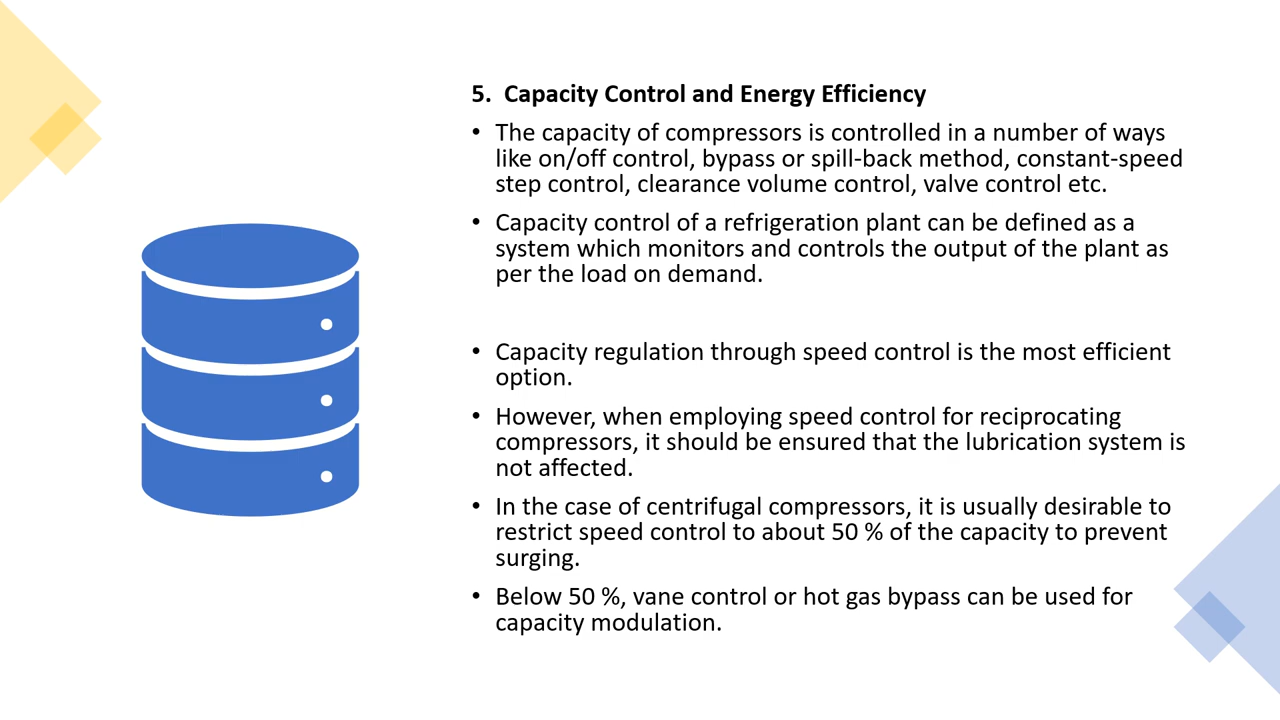 5. Capacity Control and Energy Efficiency
• The capacity of compressors is controlled in a number of ways
like on/off control, bypass or spill-back method, constant-speed
step control, clearance volume control, valve control etc.
• Capacity control of a refrigeration plant can be defined as a
system which monitors and controls the output of the plant as
per the load on demand.
• Capacity regulation through speed control is the most efficient
option.
• However, when employing speed control for reciprocating
compressors, it should be ensured that the lubrication system is
not affected.
• In the case of centrifugal compressors, it is usually desirable to
restrict speed control to about 50 % of the capacity to prevent
surging.
• Below 50 %, vane control or hot gas bypass can be used for
capacity modulation.